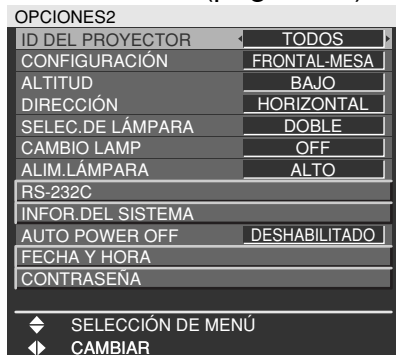 OPCIONES2
ID DEL PROYECTOR TODOS
CONFIGURACIÓN FRONTAL-MESA
ALTITUD BAJO
DIRECCIÓN HORIZONTAL
SELEC.DE LÁMPARA DOBLE
CAMBIO LAMP OFF
ALIM.LÁMPARA ALTO
RS-232C
INFOR.DEL SISTEMA
AUTO POWER OFF DESHABILITADO
FECHA Y HORA
CONTRASEÑA
SELECCIÓN DE MENÚ
CAMBIAR